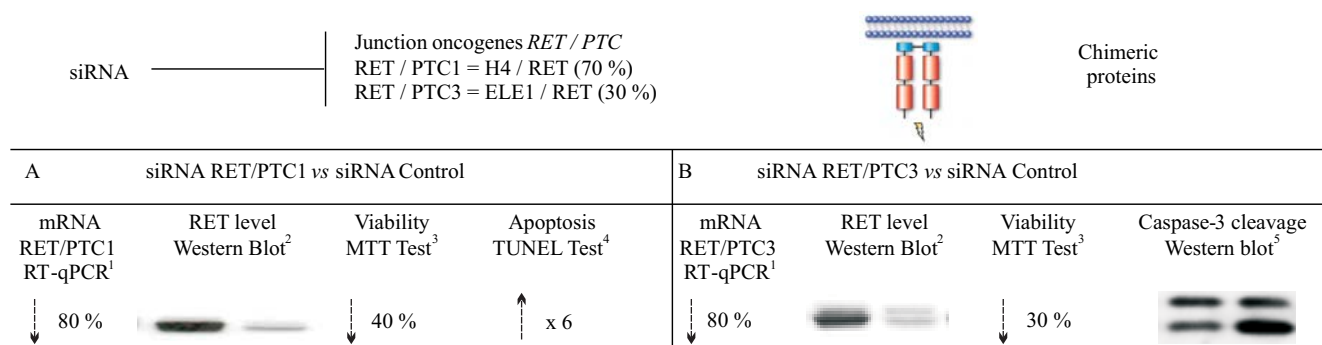 siRNA
Junction oncogenes RET / PTC
RET / PTC1 = H4 / RET (70 %)
RET / PTC3 = ELE1 / RET (30 %)
Chimeric
proteins
A siRNA RET/PTC1 vs siRNA Control
mRNA
RET/PTC1
RT-qPCR1
RET level
Western Blot2
Viability
MTT Test3
Apoptosis
TUNEL Test4
80 %
40 %
x 6
B siRNA RET/PTC3 vs siRNA Control
mRNA
RET/PTC3
RT-qPCR1
RET level
Western Blot2
Viability
MTT Test3
Caspase-3 cleavage
Western blot5
80 %
30 %